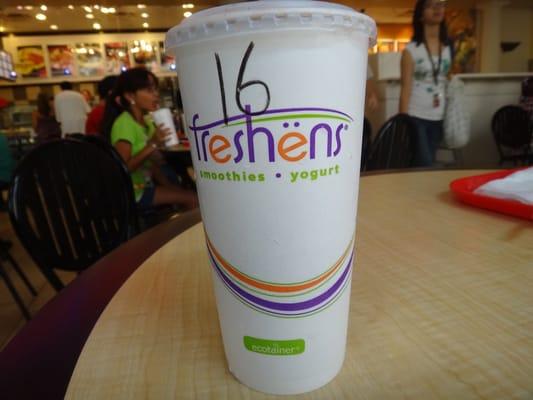 16
freshëns®
smoothies • yogurt
ecotainer